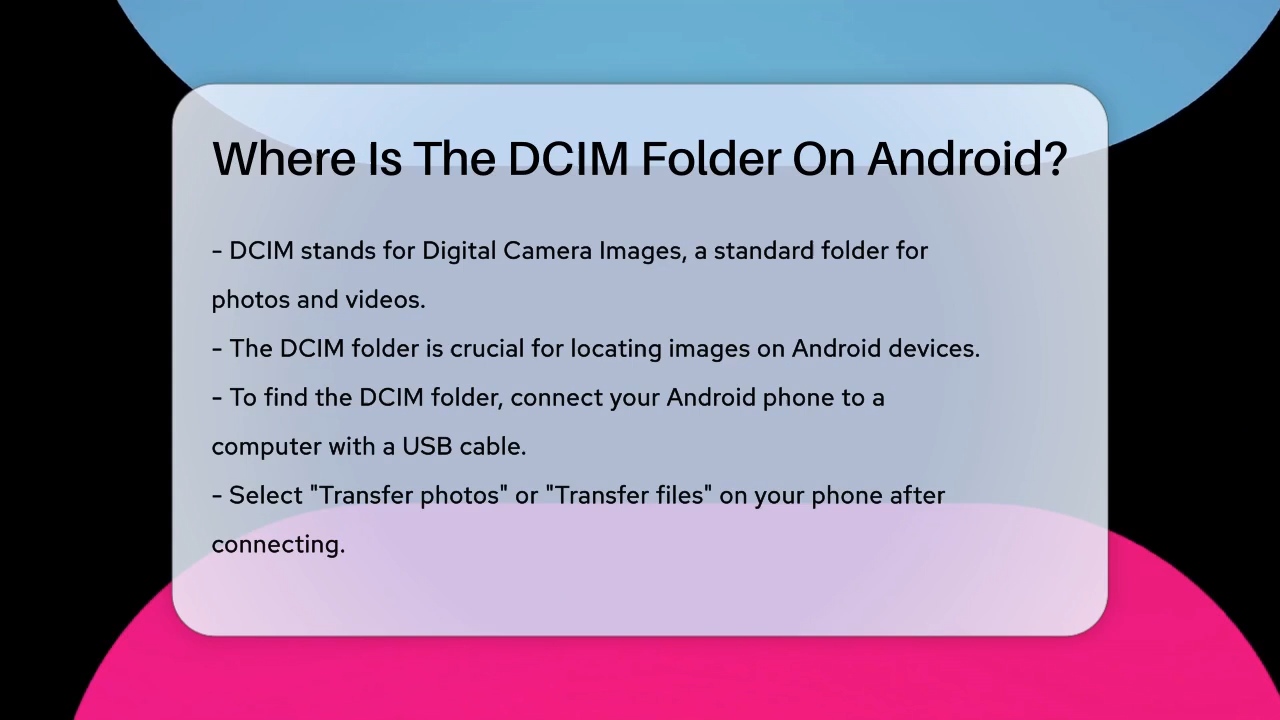 Where Is The DCIM Folder On Android?
- DCIM stands for Digital Camera Images, a standard folder for
photos and videos.
- The DCIM folder is crucial for locating images on Android devices.
- To find the DCIM folder, connect your Android phone to a
computer with a USB cable.
- Select "Transfer photos" or "Transfer files" on your phone after
connecting.